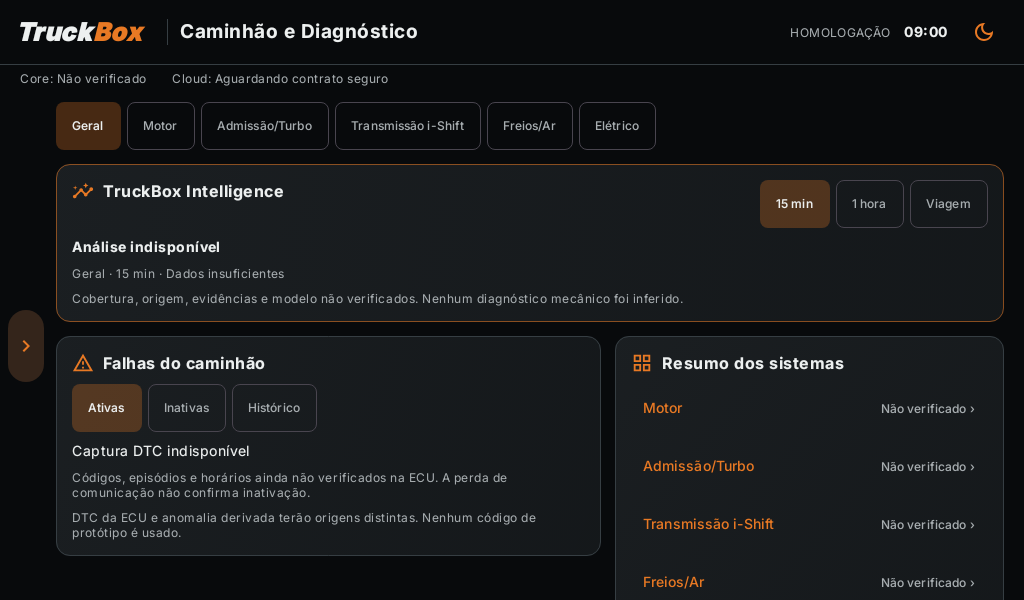 TruckBox
Caminhão e Diagnóstico
HOMOLOGAÇÃO 09:00
Core: Não verificado Cloud: Aguardando contrato seguro
Geral Motor Admissão/Turbo Transmissão i-Shift Freios/Ar Elétrico
TruckBox Intelligence
15 min 1 hora Viagem
Análise indisponível
Geral · 15 min · Dados insuficientes
Cobertura, origem, evidências e modelo não verificados. Nenhum diagnóstico mecânico foi inferido.
Falhas do caminhão
Ativas Inativas Histórico
Captura DTC indisponível
Códigos, episódios e horários ainda não verificados na ECU. A perda de
comunicação não confirma inativação.
DTC da ECU e anomalia derivada terão origens distintas. Nenhum código de
protótipo é usado.
Resumo dos sistemas
Motor Não verificado ›
Admissão/Turbo Não verificado ›
Transmissão i-Shift Não verificado ›
Freios/Ar Não verificado ›